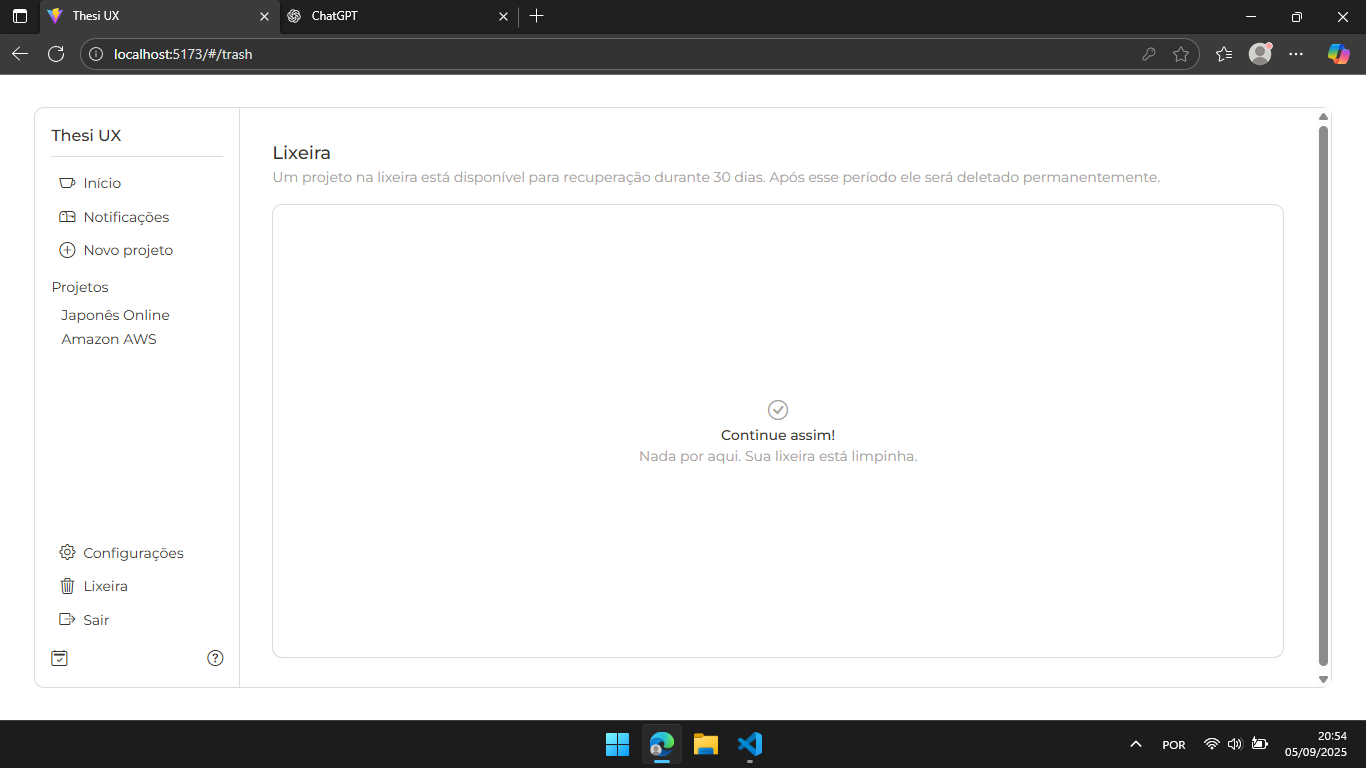 Thesi UX
ChatGPT
localhost:5173/#/trash
Thesi UX
Início
Notificações
Novo projeto
Projetos
Japonês Online
Amazon AWS
Configurações
Lixeira
Sair
Lixeira
Um projeto na lixeira está disponível para recuperação durante 30 dias. Após esse período ele será deletado permanentemente.
Continue assim!
Nada por aqui. Sua lixeira está limpinha.
POR
20:54
05/09/2025